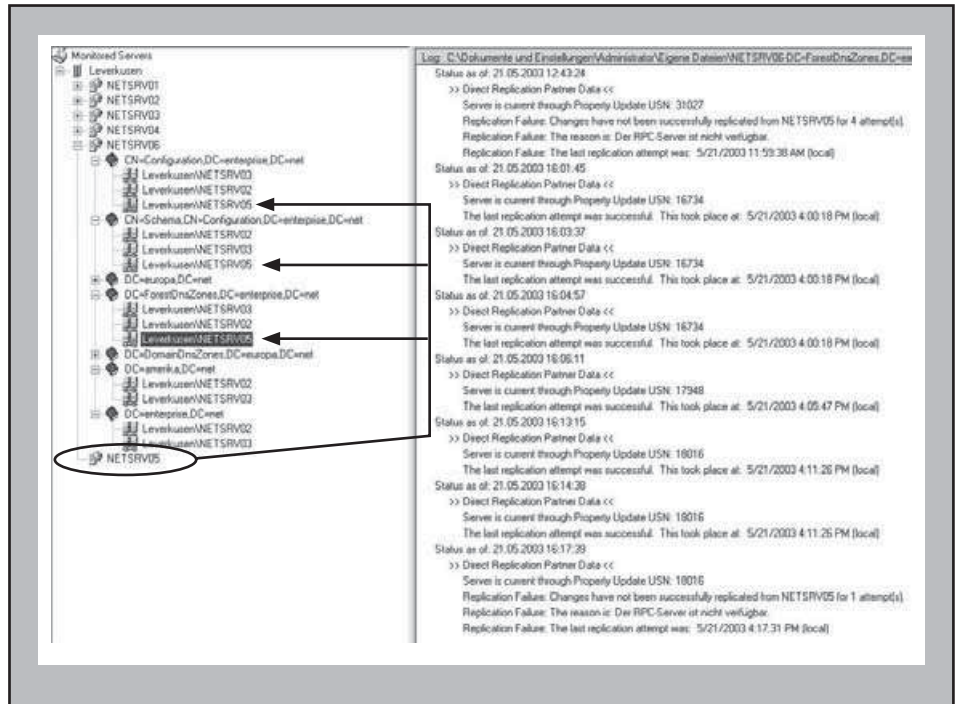 Monitored Servers
Leverkusen
NETSRV01
NETSRV02
NETSRV03
NETSRV04
NETSRV06
CN=Configuration,DC=enterprise,DC=net
Leverkusen\NETSRV03
Leverkusen\NETSRV02
Leverkusen\NETSRV05
CN=Schema,CN=Configuration,DC=enterprise,DC=net
Leverkusen\NETSRV02
Leverkusen\NETSRV03
Leverkusen\NETSRV05
DC=europa,DC=net
DC=ForestDnsZones,DC=enterprise,DC=net
Leverkusen\NETSRV03
Leverkusen\NETSRV02
Leverkusen\NETSRV05
DC=DomainDnsZones,DC=europa,DC=net
DC=amerika,DC=net
Leverkusen\NETSRV02
Leverkusen\NETSRV03
DC=enterprise,DC=net
Leverkusen\NETSRV02
Leverkusen\NETSRV03
NETSRV05
Log: C:\Dokumente und Einstellungen\Administrator\Eigene Dateien\NETSRV06-DC=ForestDnsZones,DC=
Status as of: 21.05.2003 12:43:24
>> Direct Replication Partner Data <<
Server is current through Property Update USN: 31027
Replication Failure: Changes have not been successfully replicated from NETSRV05 for 4 attempt(s).
Replication Failure: The reason is: Der RPC-Server ist nicht verfügbar.
Replication Failure: The last replication attempt was: 5/21/2003 11:59:38 AM (local)
Status as of: 21.05.2003 16:01:45
>> Direct Replication Partner Data <<
Server is current through Property Update USN: 16734
The last replication attempt was successful. This took place at: 5/21/2003 4:00:18 PM (local)
Status as of: 21.05.2003 16:03:37
>> Direct Replication Partner Data <<
Server is current through Property Update USN: 16734
The last replication attempt was successful. This took place at: 5/21/2003 4:00:18 PM (local)
Status as of: 21.05.2003 16:04:57
>> Direct Replication Partner Data <<
Server is current through Property Update USN: 16734
The last replication attempt was successful. This took place at: 5/21/2003 4:00:18 PM (local)
Status as of: 21.05.2003 16:06:11
>> Direct Replication Partner Data <<
Server is current through Property Update USN: 17948
The last replication attempt was successful. This took place at: 5/21/2003 4:05:47 PM (local)
Status as of: 21.05.2003 16:13:15
>> Direct Replication Partner Data <<
Server is current through Property Update USN: 18016
The last replication attempt was successful. This took place at: 5/21/2003 4:11:26 PM (local)
Status as of: 21.05.2003 16:14:38
>> Direct Replication Partner Data <<
Server is current through Property Update USN: 18016
The last replication attempt was successful. This took place at: 5/21/2003 4:11:26 PM (local)
Status as of: 21.05.2003 16:17:39
>> Direct Replication Partner Data <<
Server is current through Property Update USN: 18016
Replication Failure: Changes have not been successfully replicated from NETSRV05 for 1 attempt(s).
Replication Failure: The reason is: Der RPC-Server ist nicht verfügbar.
Replication Failure: The last replication attempt was: 5/21/2003 4:17:31 PM (local)